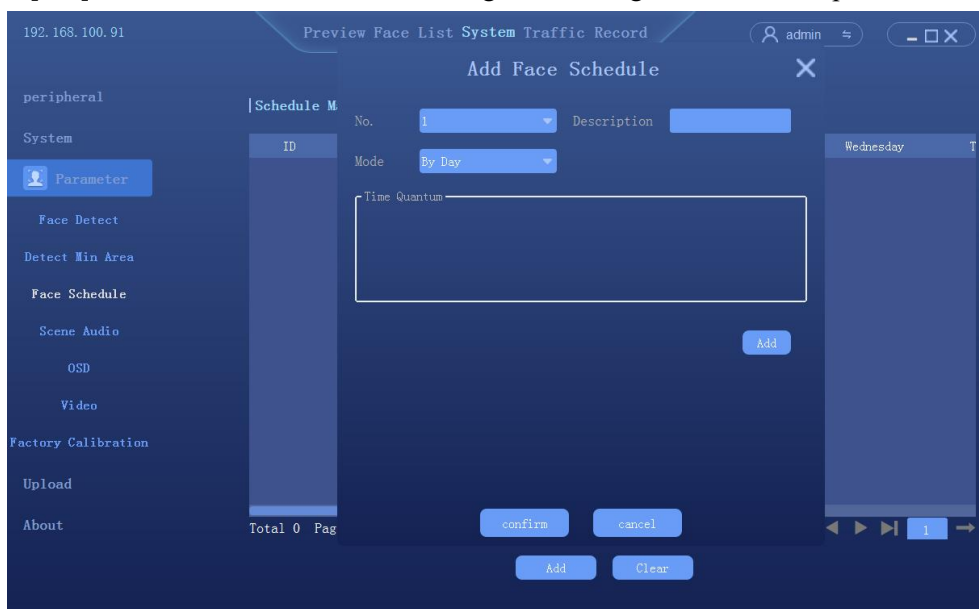 192.168.100.91
Preview Face List System Traffic Record
admin
Add Face Schedule
peripheral
System
Parameter
Face Detect
Detect Min Area
Face Schedule
Scene Audio
OSD
Video
Factory Calibration
Upload
About
Schedule M
ID
Wednesday T
No. 1 Description
Mode By Day
Time Quantum
Add
confirm cancel
Total 0 Pag
1
Add Clear